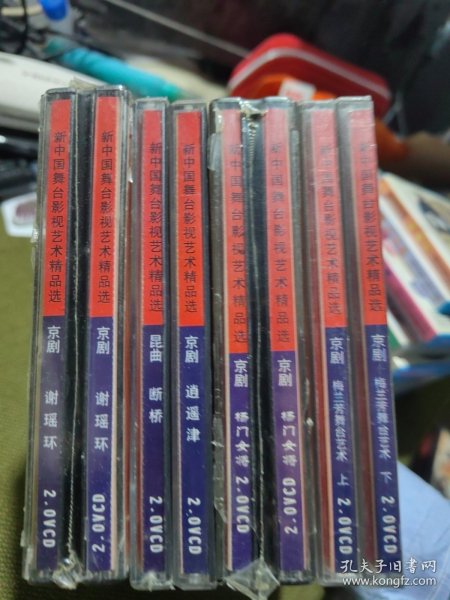 新中国舞台影视艺术精品选 京剧 谢瑶环 2.0VCD
新中国舞台影视艺术精品选 京剧 谢瑶环 2.0VCD
新中国舞台影视艺术精品选 昆曲 断桥 2.0VCD
新中国舞台影视艺术精品选 京剧 逍遥津 2.0VCD
新中国舞台影视艺术精品选 京剧 杨门女将 2.0VCD
新中国舞台影视艺术精品选 京剧 杨门女将 2.0VCD
新中国舞台影视艺术精品选 京剧 梅兰芳舞台艺术 上 2.0VCD
新中国舞台影视艺术精品选 京剧 梅兰芳舞台艺术 下 2.0VCD
孔夫子旧书网
www.kongfz.com